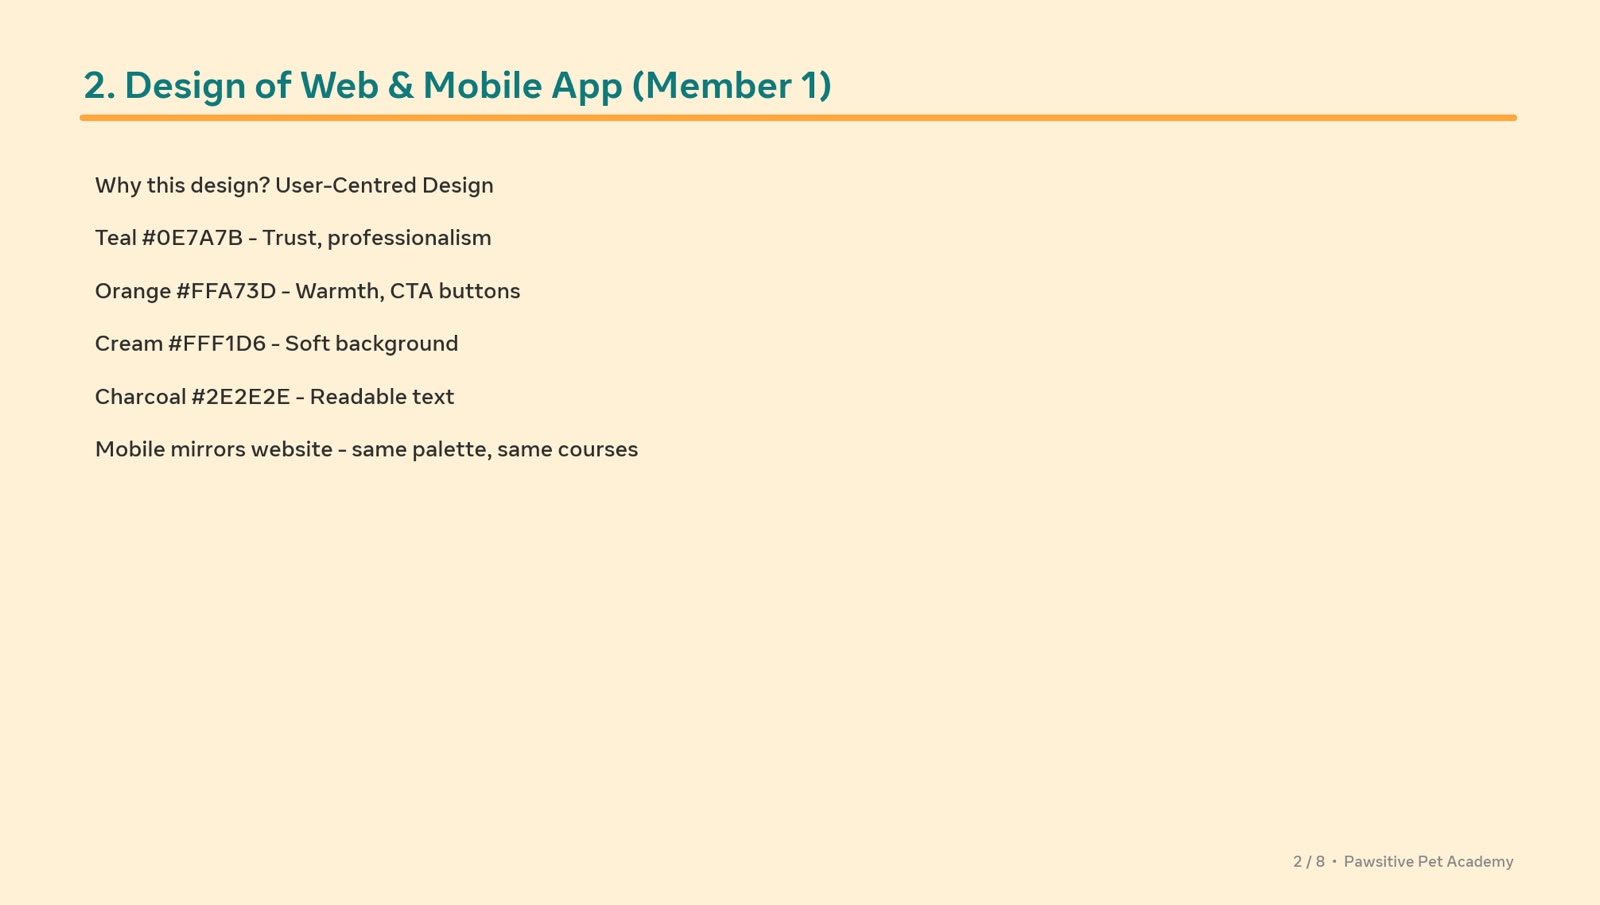 2. Design of Web & Mobile App (Member 1)
Why this design? User-Centred Design
Teal #0E7A7B - Trust, professionalism
Orange #FFA73D - Warmth, CTA buttons
Cream #FFF1D6 - Soft background
Charcoal #2E2E2E - Readable text
Mobile mirrors website - same palette, same courses
2 / 8 • Pawsitive Pet Academy